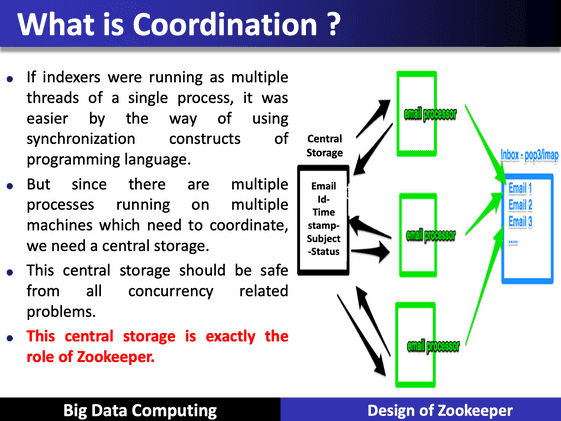 What is Coordination ?
• If indexers were running as multiple
threads of a single process, it was
easier by the way of using
synchronization constructs of
programming language.
• But since there are multiple
processes running on multiple
machines which need to coordinate,
we need a central storage.
• This central storage should be safe
from all concurrency related
problems.
• This central storage is exactly the
role of Zookeeper.
Central
Storage
Email
Id-
Time
stamp-
Subject
-Status
email processor
email processor
email processor
Inbox - pop3/imap
Email 1
Email 2
Email 3
....
Big Data Computing
Design of Zookeeper